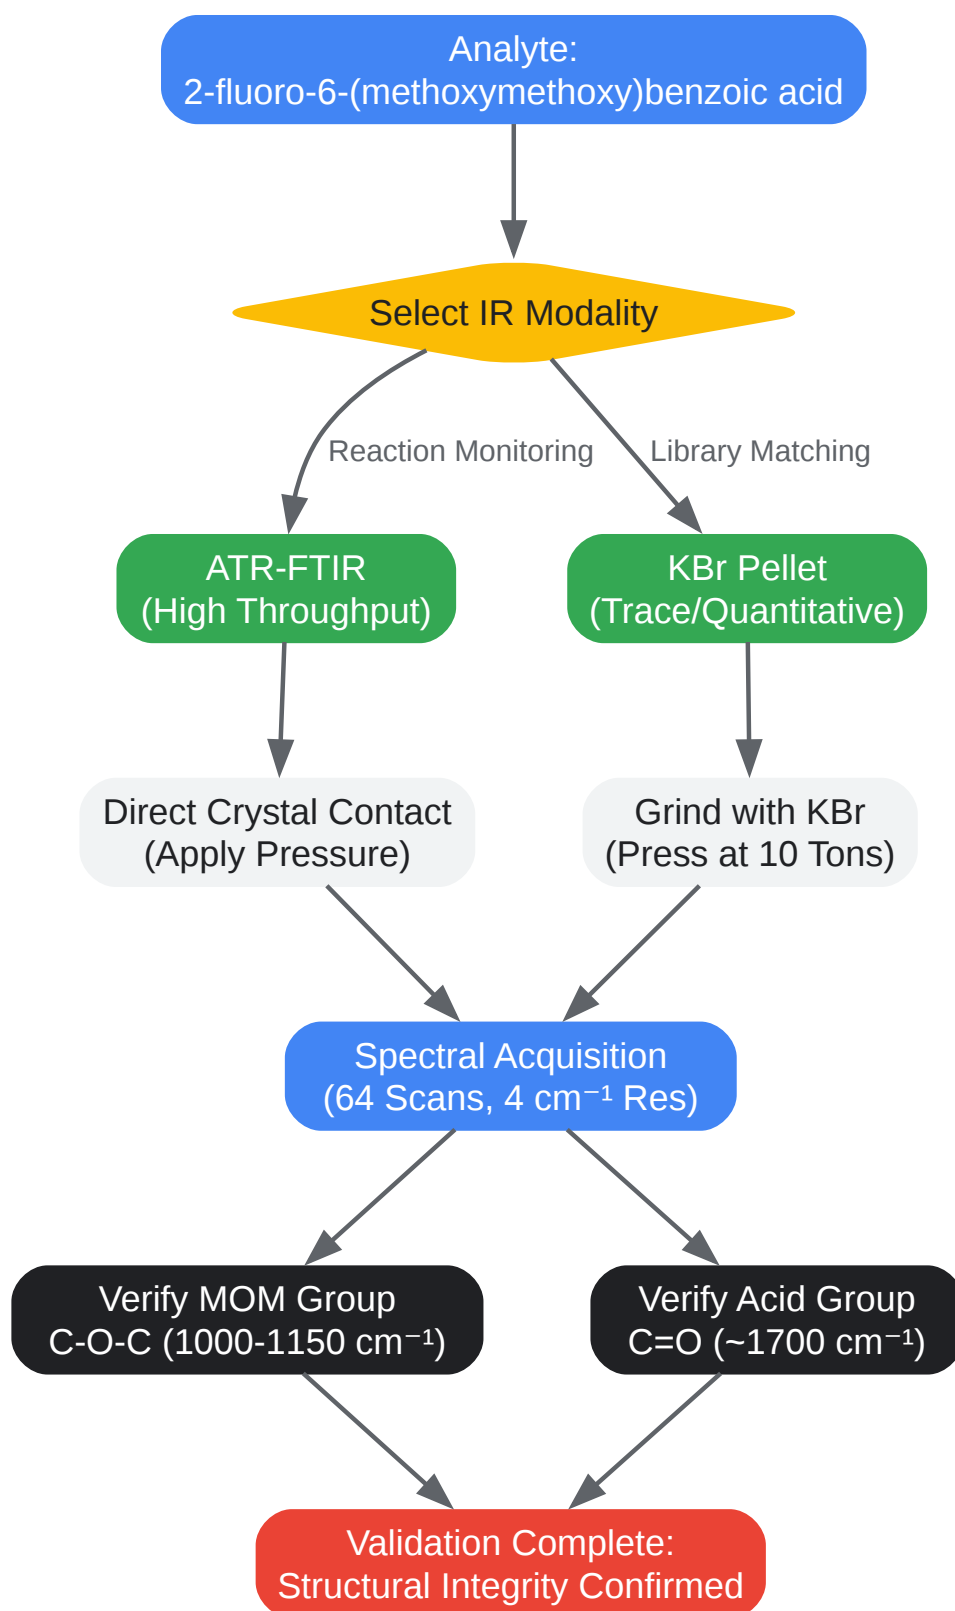 Analyte:
2-fluoro-6-(methoxymethoxy)benzoic acid
Select IR Modality
Reaction Monitoring
Library Matching
ATR-FTIR
(High Throughput)
KBr Pellet
(Trace/Quantitative)
Direct Crystal Contact
(Apply Pressure)
Grind with KBr
(Press at 10 Tons)
Spectral Acquisition
(64 Scans, 4 cm⁻¹ Res)
Verify MOM Group
C-O-C (1000-1150 cm⁻¹)
Verify Acid Group
C=O (~1700 cm⁻¹)
Validation Complete:
Structural Integrity Confirmed